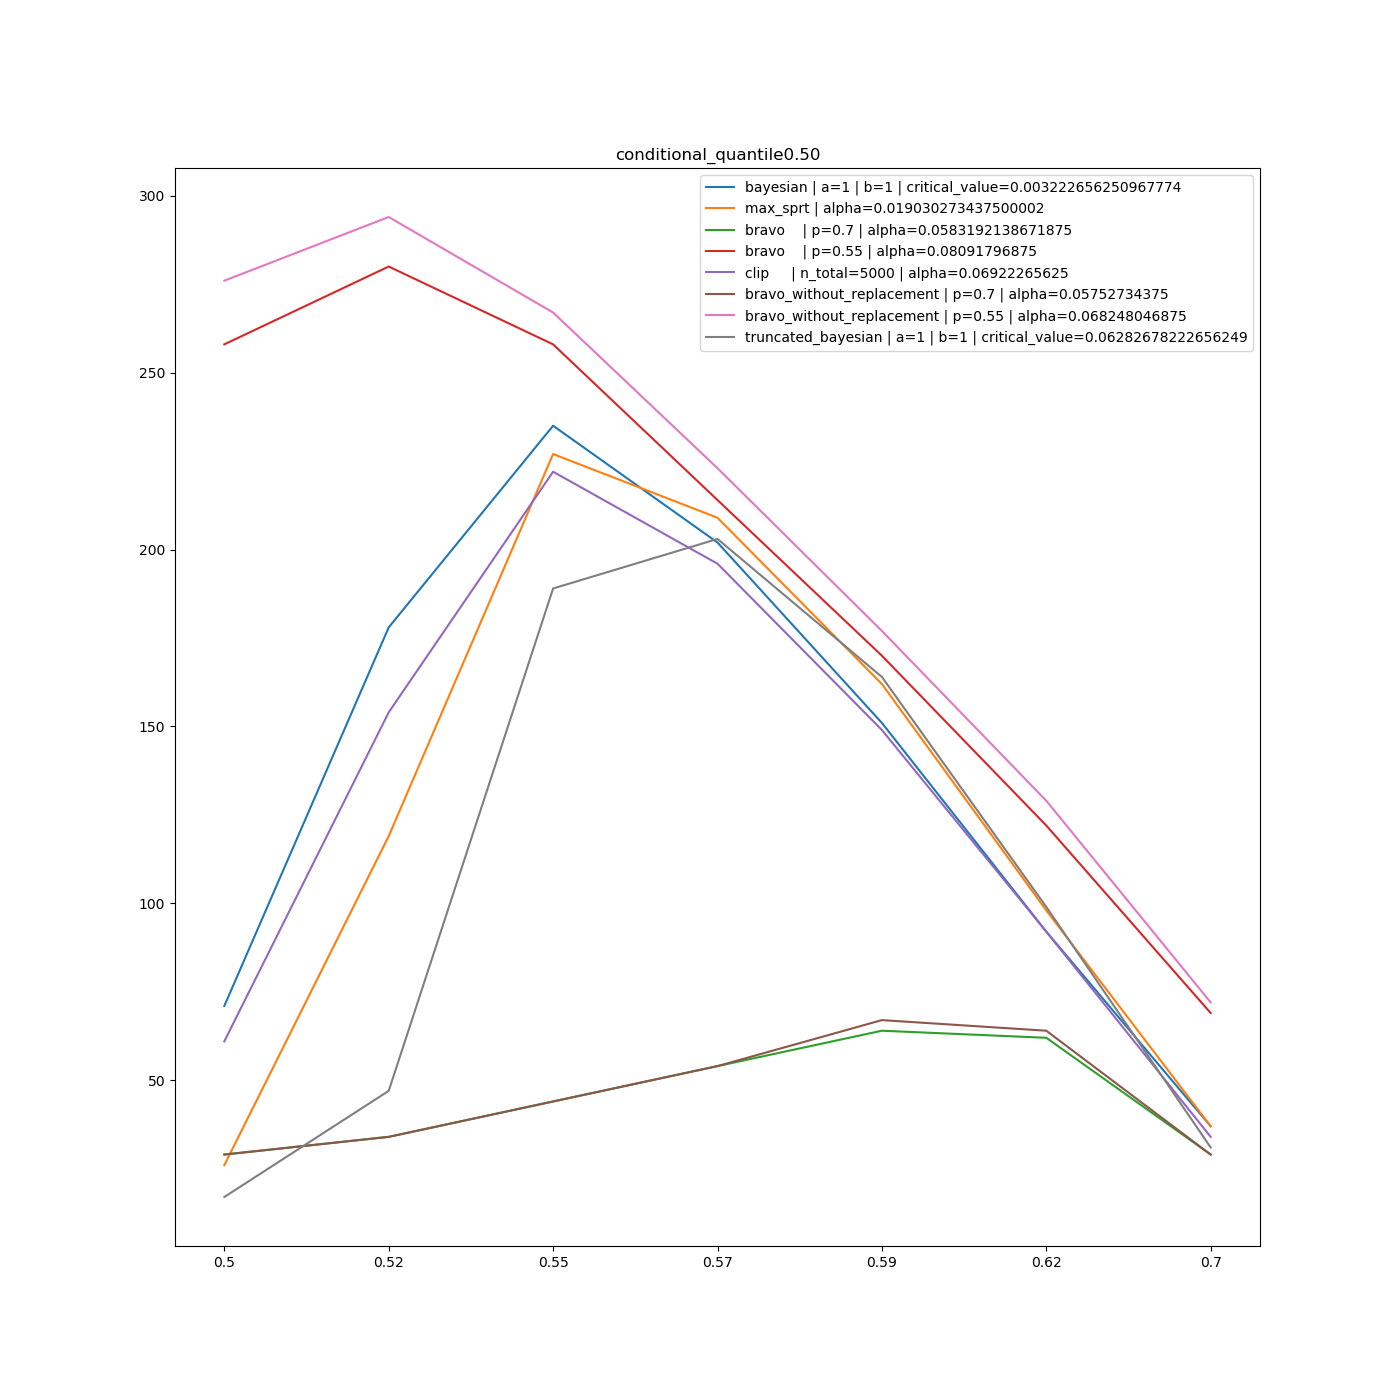 conditional_quantile0.50
bayesian | a=1 | b=1 | critical_value=0.003222656250967774
max_sprt | alpha=0.019030273437500002
bravo    | p=0.7 | alpha=0.0583192138671875
bravo    | p=0.55 | alpha=0.08091796875
clip     | n_total=5000 | alpha=0.06922265625
bravo_without_replacement | p=0.7 | alpha=0.05752734375
bravo_without_replacement | p=0.55 | alpha=0.068248046875
truncated_bayesian | a=1 | b=1 | critical_value=0.06282678222656249
300
250
200
150
100
50
0.5 0.52 0.55 0.57 0.59 0.62 0.7